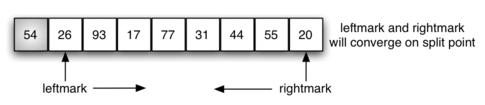 54 26 93 17 77 31 44 55 20
leftmark and rightmark
will converge on split point
leftmark rightmark